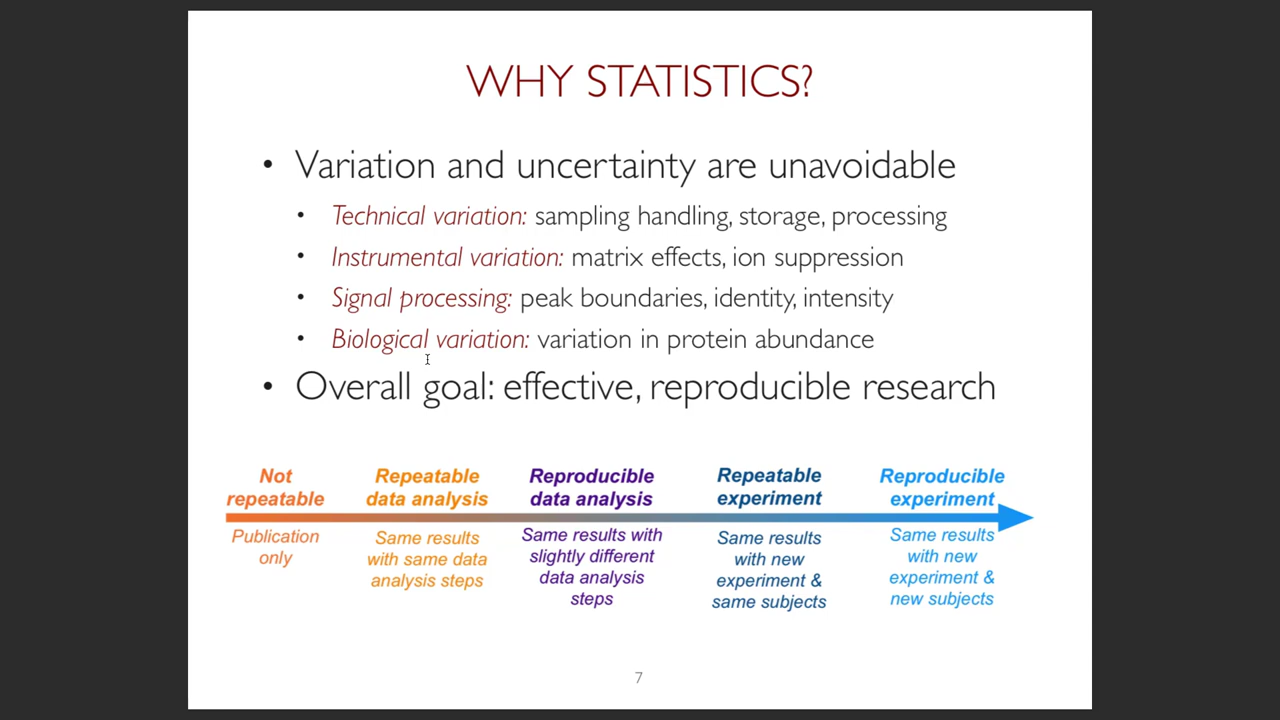 WHY STATISTICS?
• Variation and uncertainty are unavoidable
• Technical variation: sampling handling, storage, processing
• Instrumental variation: matrix effects, ion suppression
• Signal processing: peak boundaries, identity, intensity
• Biological variation: variation in protein abundance
• Overall goal: effective, reproducible research
Not
repeatable
Publication
only
Repeatable
data analysis
Same results
with same data
analysis steps
Reproducible
data analysis
Same results with
slightly different
data analysis
steps
Repeatable
experiment
Same results
with new
experiment &
same subjects
Reproducible
experiment
Same results
with new
experiment &
new subjects
7